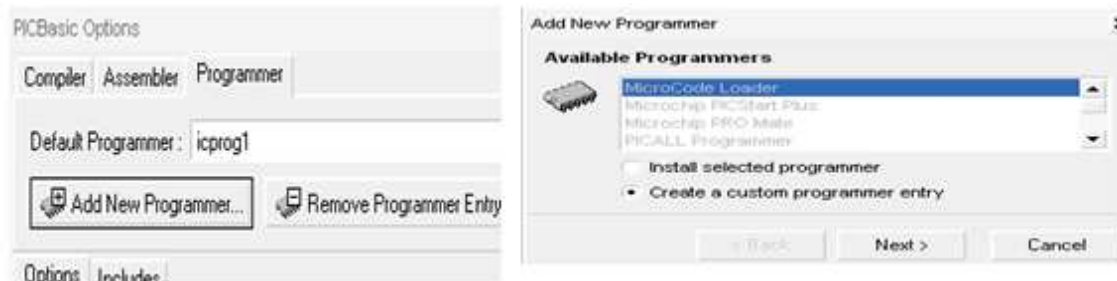 PICBasic Options
Compiler Assembler Programmer
Default Programmer: icprog1
Add New Programmer... Remove Programmer Entry
Options Includes
Add New Programmer
Available Programmers
MicroCode Loader
Microchip PICStart Plus
Microchip PRO Mate
PICALL Programmer
Install selected programmer
Create a custom programmer entry
< Back Next > Cancel